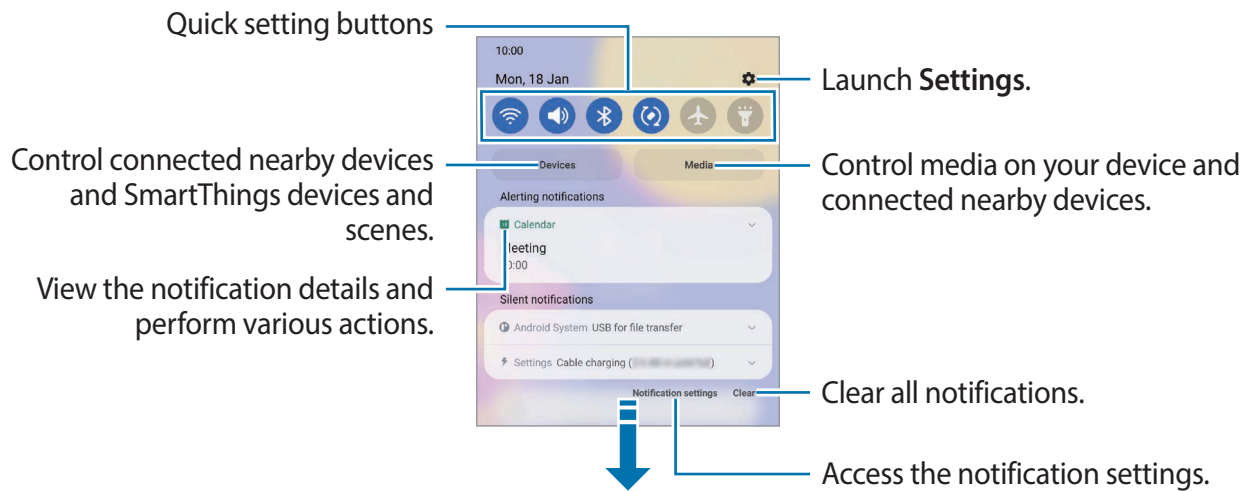 Quick setting buttons
10:00
Mon, 18 Jan
Launch Settings.
Control connected nearby devices
and SmartThings devices and
scenes.
Devices
Media
Control media on your device and
connected nearby devices.
Alerting notifications
Calendar
View the notification details and
perform various actions.
Silent notifications
Android System USB for file transfer
Settings Cable charging (
)
Notification settings Clear
Clear all notifications.
Access the notification settings.